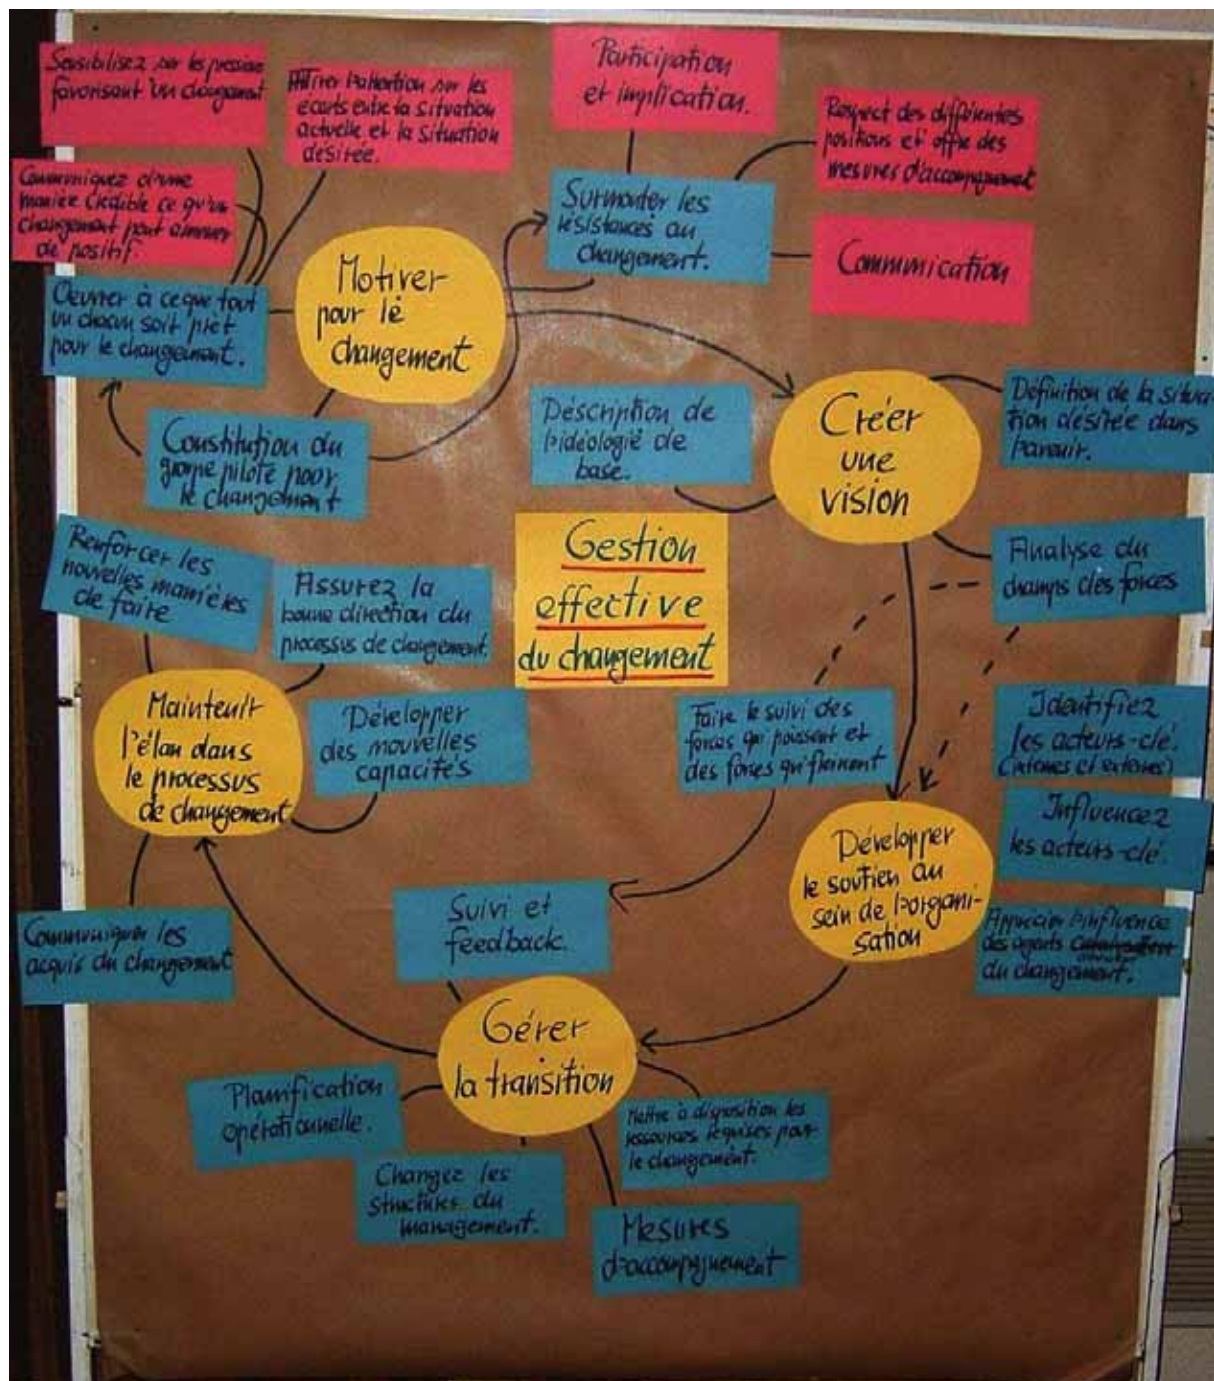 Sensibilisez sur les pressions
favorisant un changement
Attirer l'attention sur les
écarts entre la situation
actuelle et la situation
désirée.
Communiquez d'une
manière crédible ce qu'un
changement peut amener
de positif.
Participation
et implication.
Respect des différentes
positions et offre des
mesures d'accompagnement
Communication
Surmonter les
résistances au
changement.
Oeuvrer à ce que tout
un chacun soit prêt
pour le changement.
Motiver
pour le
changement
Constitution du
groupe pilote pour
le changement
Créer
une
vision
Déscription de
l'idéologie de
base.
Définition de la situa-
tion désirée dans
Analyse du
champs des forces
Gestion
effective
du changement
Renforcer les
nouvelles manières
de faire
Assurez la
bonne direction du
processus de changement.
Maintenir
l'élan dans
le processus
de changement
Développer
des nouvelles
capacités
Communiquer les
acquis du changement
Faire le suivi des
forces qui poussent et
des forces qui freinent
Identifiez
les acteurs-clé.
(internes et externes)
Influencez
les acteurs-clé.
Apprécier l'influence
des agents
du changement.
Développer
le soutien au
sein de l'organi-
sation
Suivi et
feedback.
Gérer
la transition
Planification
opérationnelle.
Changez les
structures du
management.
Mettre à disposition les
ressources requises pour
le changement.
Mesures
d'accompagnement